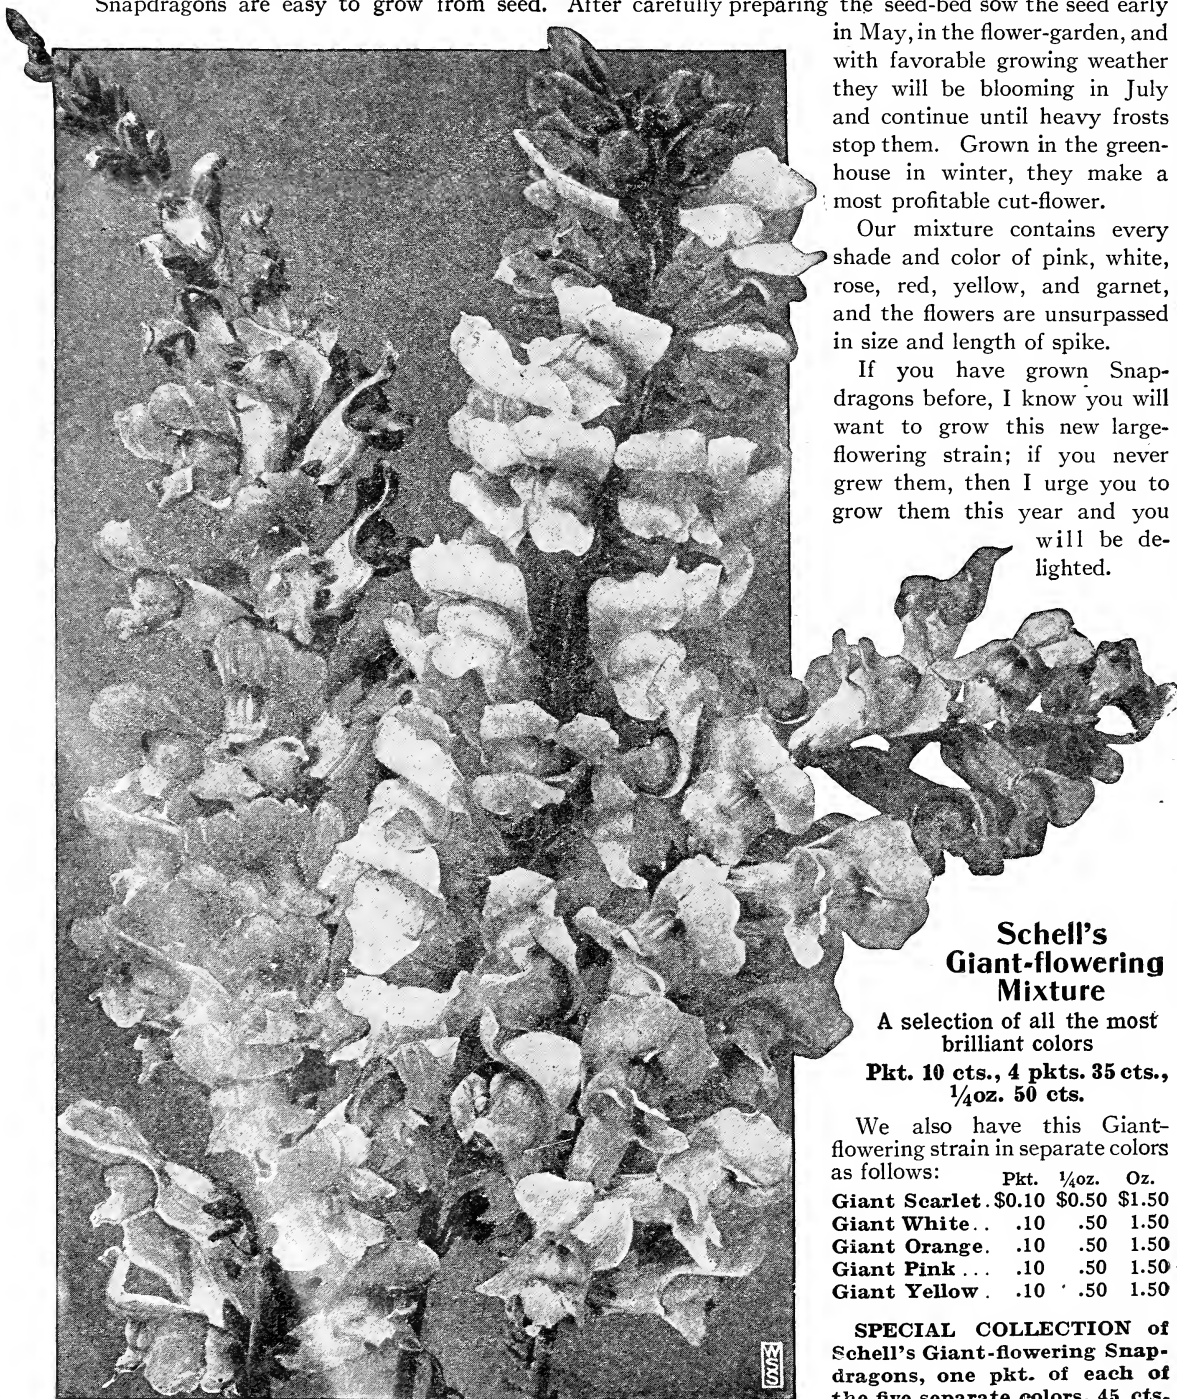 Snapdragons are easy to grow from seed. After carefully preparing the seed-bed sow the seed early
in May, in the flower-garden, and
with favorable growing weather
they will be blooming in July
and continue until heavy frosts
stop them. Grown in the green-
house in winter, they make a
most profitable cut-flower.
Our mixture contains every
shade and color of pink, white,
rose, red, yellow, and garnet,
and the flowers are unsurpassed
in size and length of spike.
If you have grown Snap-
dragons before, I know you will
want to grow this new large-
flowering strain; if you never
grew them, then I urge you to
grow them this year and you
will be de-
lighted.
Schell's
Giant-flowering
Mixture
A selection of all the most
brilliant colors
Pkt. 10 cts., 4 pkts. 35 cts.,
¼oz. 50 cts.
We also have this Giant-
flowering strain in separate colors
as follows: Pkt. ¼oz. Oz.
Giant Scarlet. $0.10 $0.50 $1.50
Giant White.. .10 .50 1.50
Giant Orange. .10 .50 1.50
Giant Pink ... .10 .50 1.50
Giant Yellow . .10 .50 1.50
SPECIAL COLLECTION of
Schell's Giant-flowering Snap-
dragons, one pkt. of each of
the five separate colors, 45 cts.
WSS